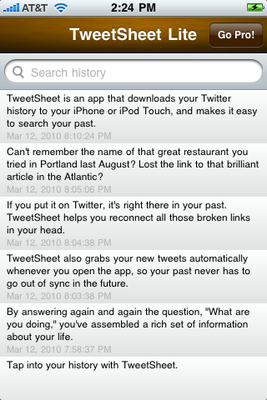 AT&T 2:24 PM
TweetSheet Lite Go Pro!
Search history
TweetSheet is an app that downloads your Twitter
history to your iPhone or iPod Touch, and makes it easy
to search your past.
Mar 12, 2010 8:10:24 PM
Can't remember the name of that great restaurant you
tried in Portland last August? Lost the link to that brilliant
article in the Atlantic?
Mar 12, 2010 8:05:06 PM
If you put it on Twitter, it's right there in your past.
TweetSheet helps you reconnect all those broken links
in your head.
Mar 12, 2010 8:04:38 PM
TweetSheet also grabs your new tweets automatically
whenever you open the app, so your past never has to
go out of sync in the future.
Mar 12, 2010 8:03:38 PM
By answering again and again the question, "What are
you doing," you've assembled a rich set of information
about your life.
Mar 12, 2010 7:58:37 PM
Tap into your history with TweetSheet.